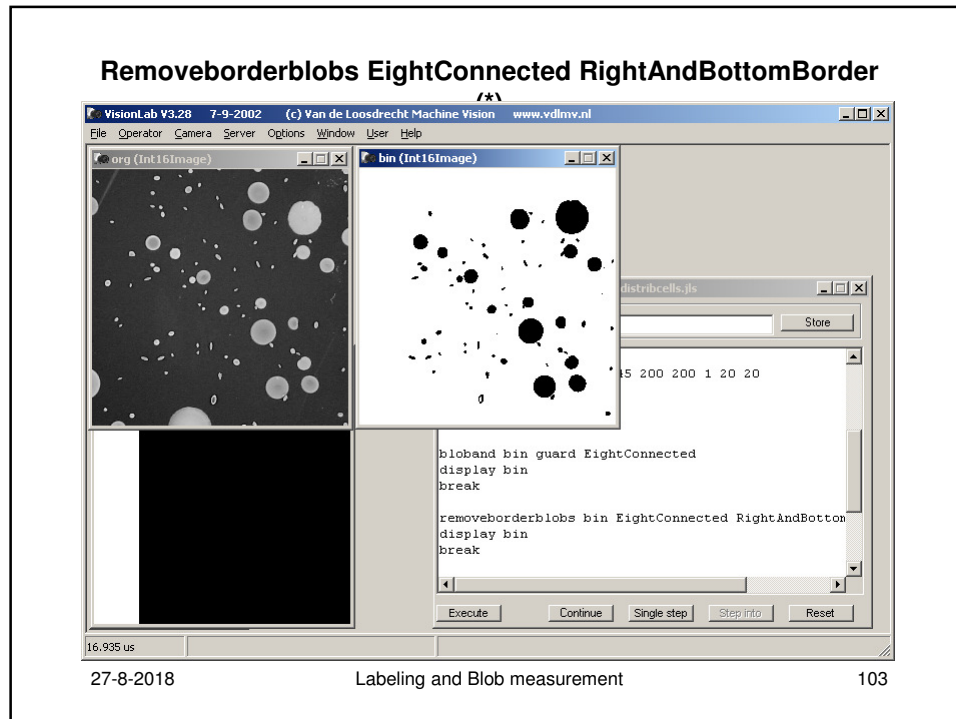 Removeborderblobs EightConnected RightAndBottomBorder
(*)
VisionLab V3.28 7-9-2002 (c) Van de Loosdrecht Machine Vision www.vdlmv.nl
File Operator Camera Server Options Window User Help
org (Int16Image)
bin (Int16Image)
distribcells.jls
Store
45 200 200 1 20 20
bloband bin guard EightConnected
display bin
break
removeborderblobs bin EightConnected RightAndBottom
display bin
break
Execute Continue Single step Step into Reset
16.935 us
27-8-2018 Labeling and Blob measurement 103